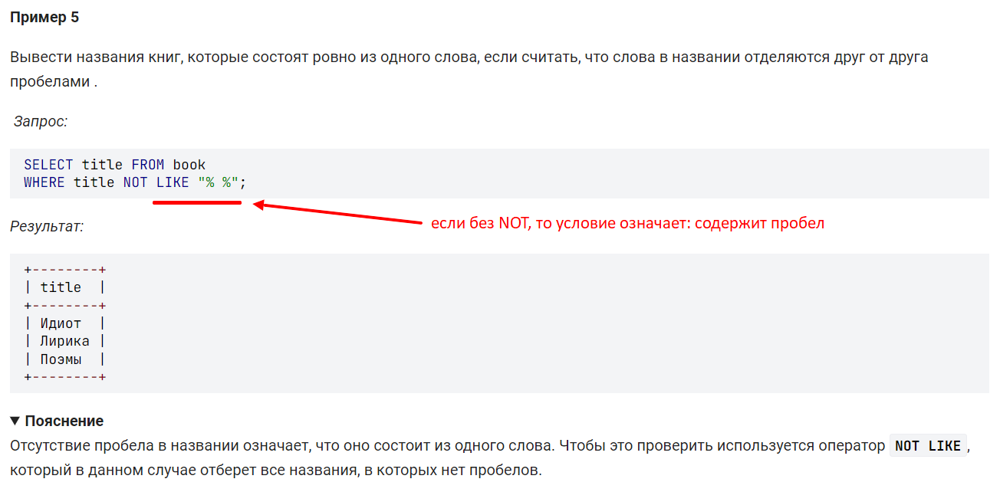 Пример 5
Вывести названия книг, которые состоят ровно из одного слова, если считать, что слова в названии отделяются друг от друга
пробелами .
Запрос:
SELECT title FROM book
WHERE title NOT LIKE "% %";
если без NOT, то условие означает: содержит пробел
Результат:
+--------+
| title  |
+--------+
| Идиот  |
| Лирика |
| Поэмы  |
+--------+
▼ Пояснение
Отсутствие пробела в названии означает, что оно состоит из одного слова. Чтобы это проверить используется оператор NOT LIKE,
который в данном случае отберет все названия, в которых нет пробелов.